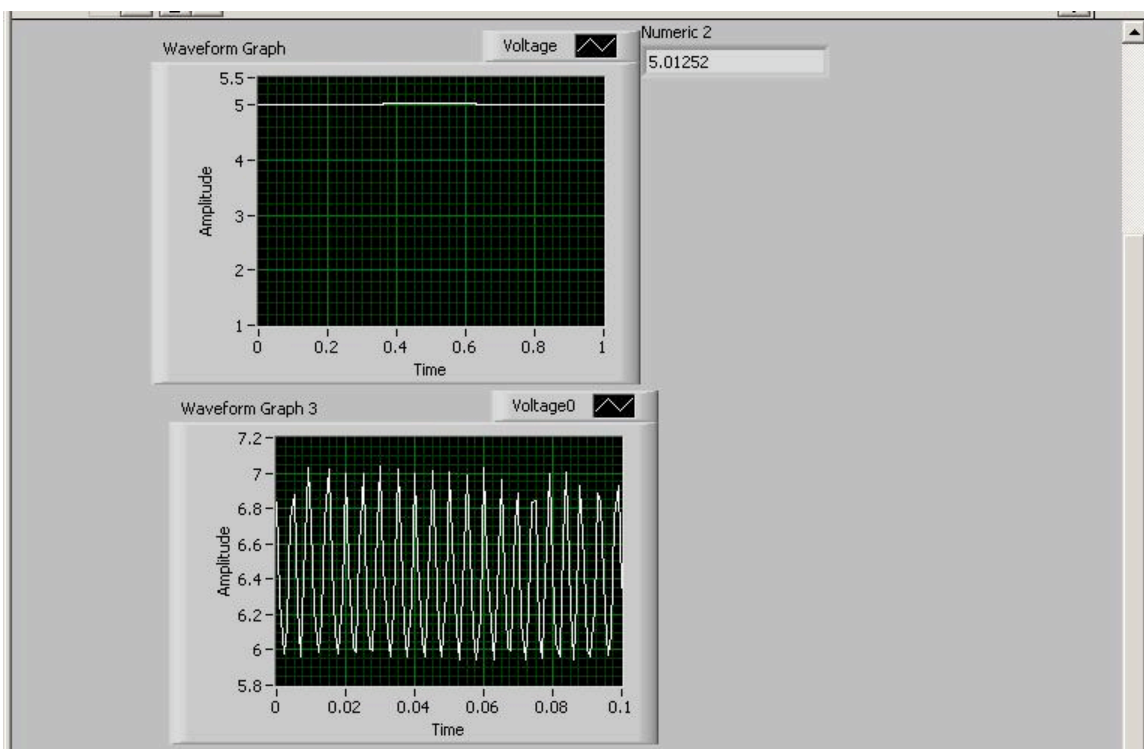 Waveform Graph
Voltage
Numeric 2
5.01252
5.5
5
4
3
2
1
Amplitude
0 0.2 0.4 0.6 0.8 1
Time
Waveform Graph 3
Voltage0
7.2
7
6.8
6.6
6.4
6.2
6
5.8
Amplitude
0 0.02 0.04 0.06 0.08 0.1
Time